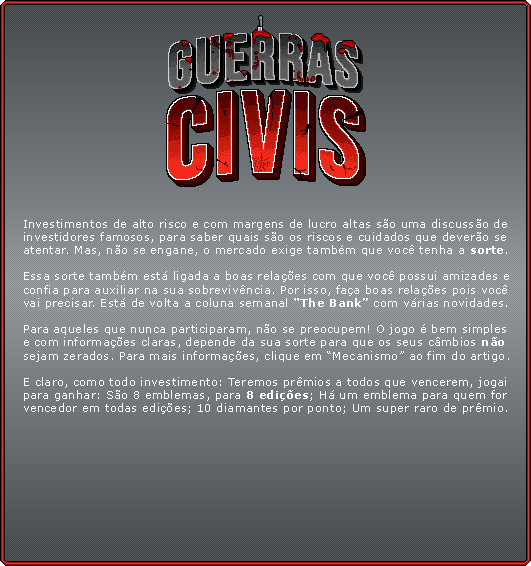 GUERRAS
CIVIS
Investimentos de alto risco e com margens de lucro altas são uma discussão de
investidores famosos, para saber quais são os riscos e cuidados que deverão se
atentar. Mas, não se engane, o mercado exige também que você tenha a sorte.
Essa sorte também está ligada a boas relações com que você possui amizades e
confia para auxiliar na sua sobrevivência. Por isso, faça boas relações pois você
vai precisar. Está de volta a coluna semanal "The Bank" com várias novidades.
Para aqueles que nunca participaram, não se preocupem! O jogo é bem simples
e com informações claras, depende da sua sorte para que os seus câmbios não
sejam zerados. Para mais informações, clique em "Mecanismo" ao fim do artigo.
E claro, como todo investimento: Teremos prêmios a todos que vencerem, jogai
para ganhar: São 8 emblemas, para 8 edições; Há um emblema para quem for
vencedor em todas edições; 10 diamantes por ponto; Um super raro de prêmio.